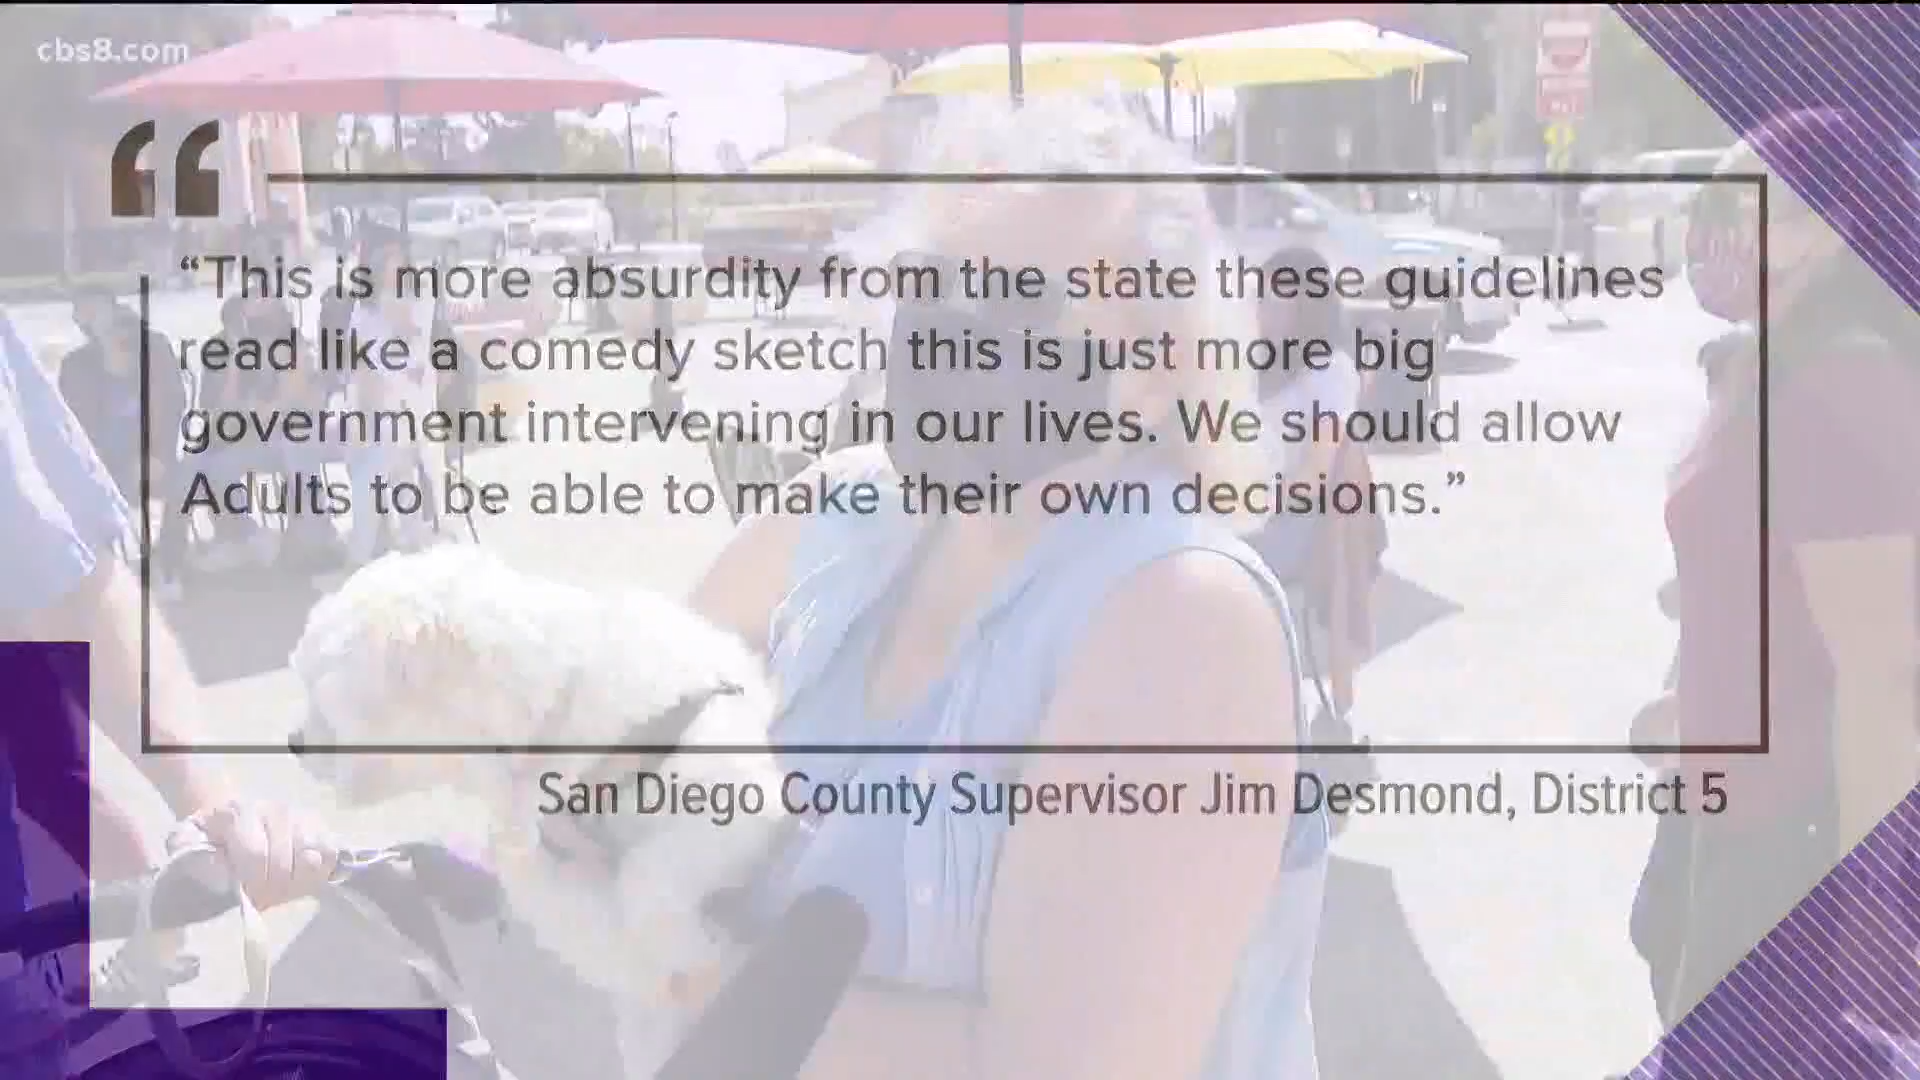 cbs8.com
“This is more absurdity from the state these guidelines
read like a comedy sketch this is just more big
government intervening in our lives. We should allow
Adults to be able to make their own decisions.”
San Diego County Supervisor Jim Desmond, District 5